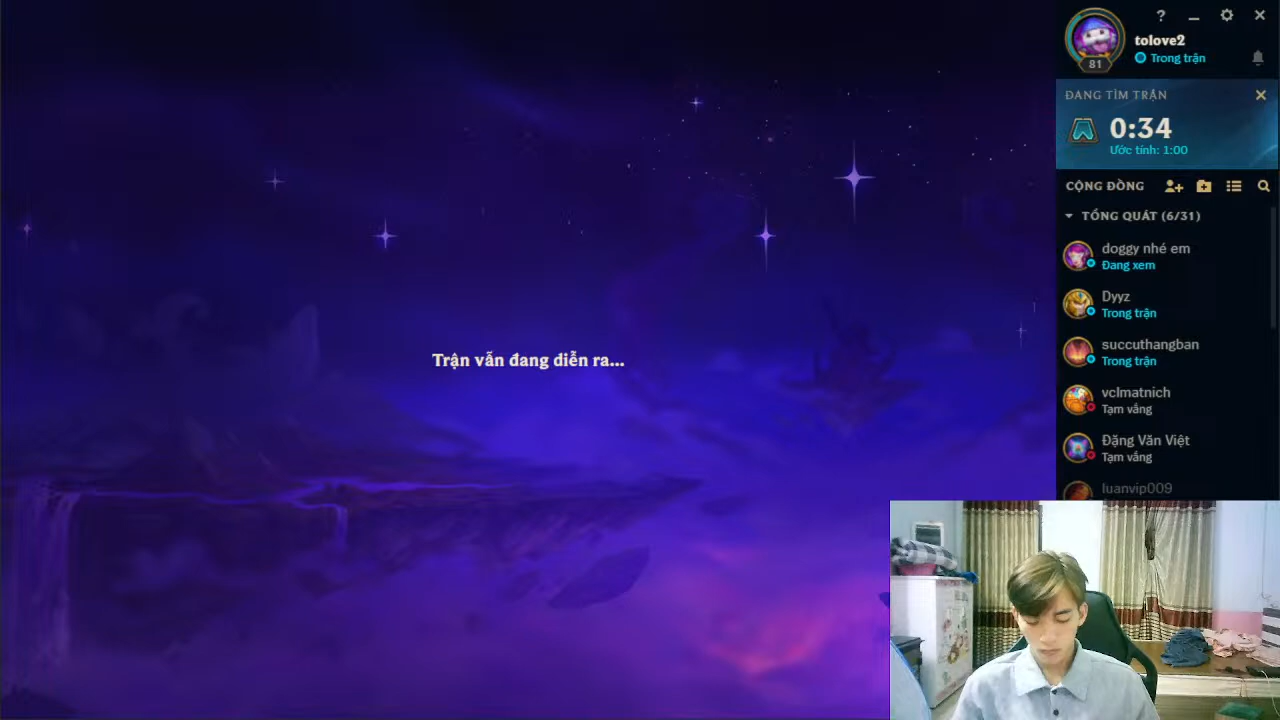 ?
tolove2
Trong trận
81
ĐANG TÌM TRẬN
0:34
Ước tính: 1:00
CỘNG ĐỒNG
TỔNG QUÁT (6/31)
doggy nhé em
Đang xem
Dyyz
Trong trận
succuthangban
Trong trận
Trận vẫn đang diễn ra...
vclmatnich
Tạm vắng
Đặng Văn Việt
Tạm vắng
luanvip009